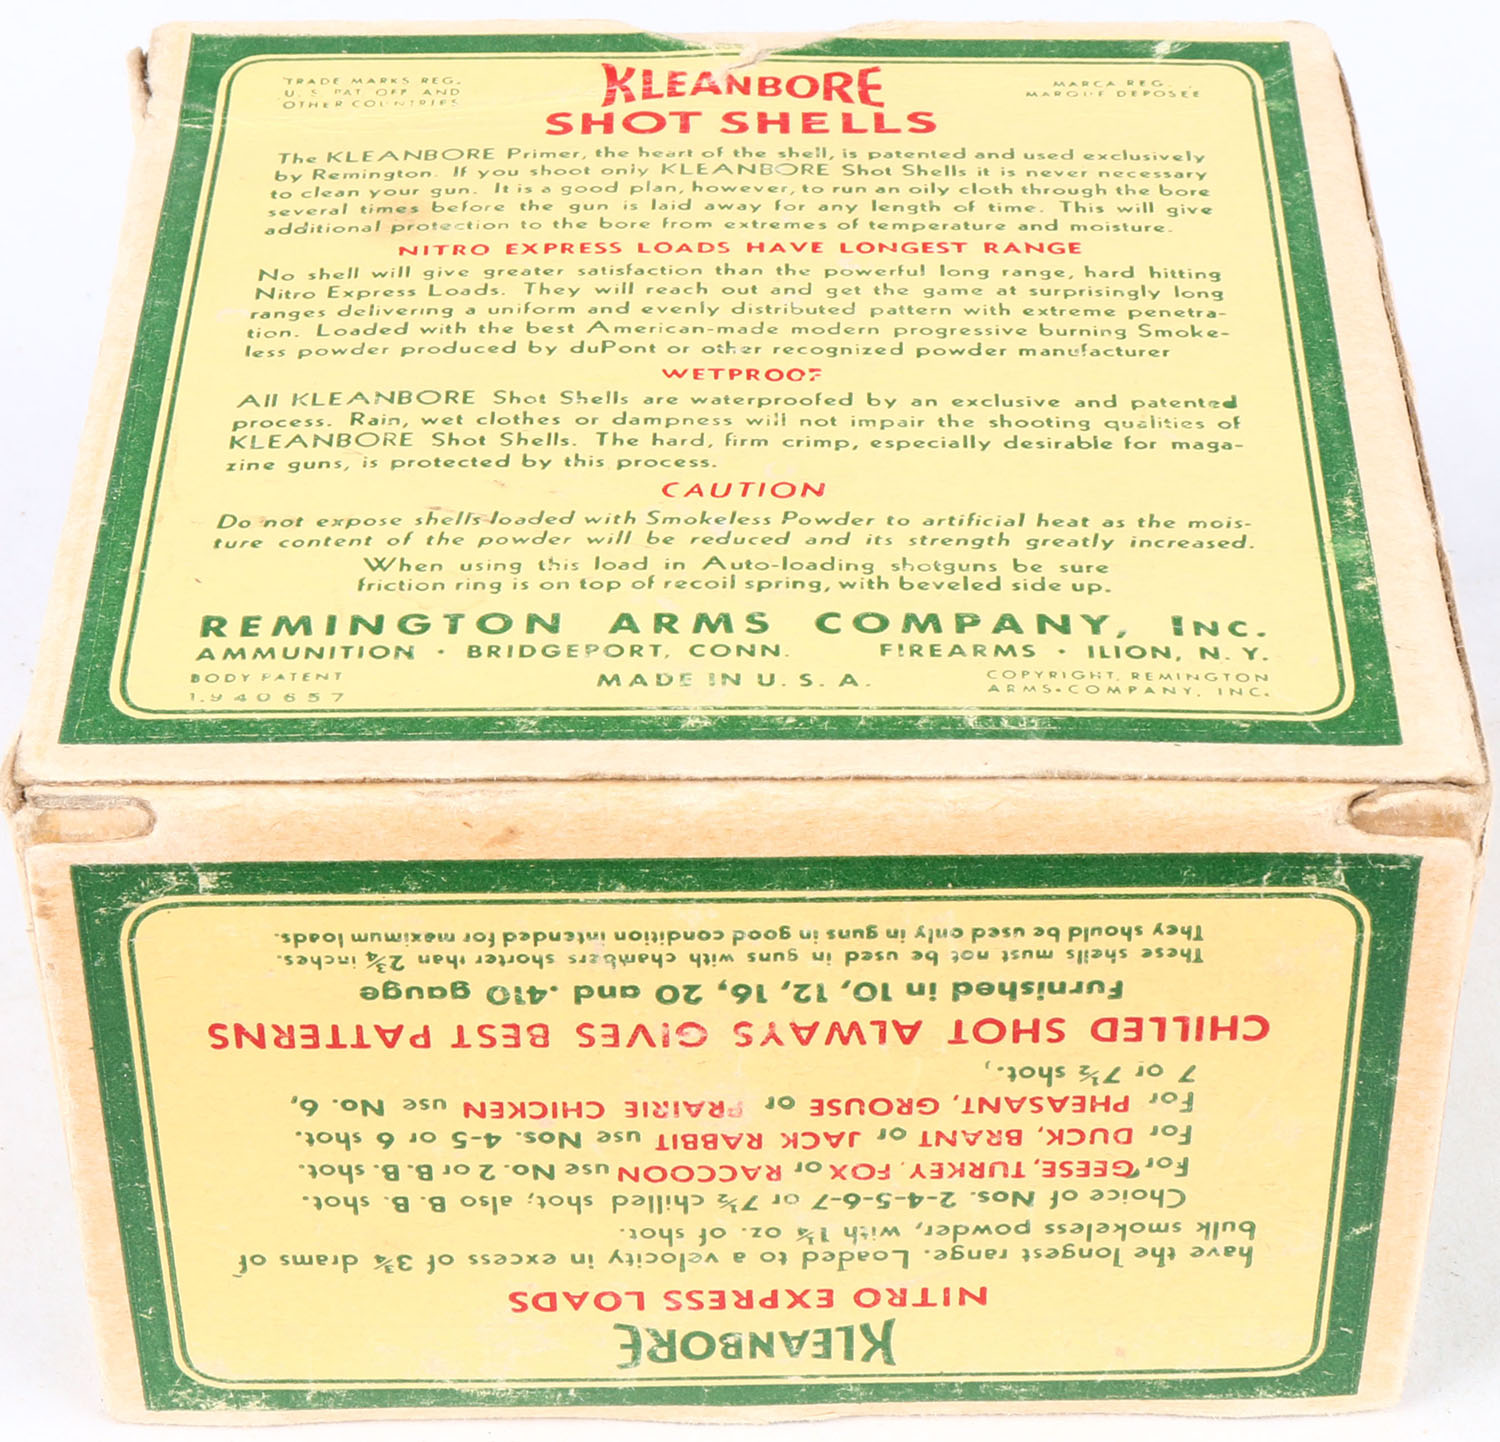 TRADE MARKS REG.
U. S. PAT. OFF. AND
OTHER COUNTRIES
KLEANBORE
MARCA REG.
MARQUE DEPOSEE
SHOT SHELLS
The KLEANBORE Primer, the heart of the shell, is patented and used exclusively
by Remington. If you shoot only KLEANBORE Shot Shells it is never necessary
to clean your gun. It is a good plan, however, to run an oily cloth through the bore
several times before the gun is laid away for any length of time. This will give
additional protection to the bore from extremes of temperature and moisture.
NITRO EXPRESS LOADS HAVE LONGEST RANGE
No shell will give greater satisfaction than the powerful long range, hard hitting
Nitro Express Loads. They will reach out and get the game at surprisingly long
ranges delivering a uniform and evenly distributed pattern with extreme penetra-
tion. Loaded with the best American-made modern progressive burning Smoke-
less powder produced by duPont or other recognized powder manufacturer
WETPROOF
All KLEANBORE Shot Shells are waterproofed by an exclusive and patented
process. Rain, wet clothes or dampness will not impair the shooting qualities of
KLEANBORE Shot Shells. The hard, firm crimp, especially desirable for maga-
zine guns, is protected by this process.
CAUTION
Do not expose shells loaded with Smokeless Powder to artificial heat as the mois-
ture content of the powder will be reduced and its strength greatly increased.
When using this load in Auto-loading shotguns be sure
friction ring is on top of recoil spring, with beveled side up.
REMINGTON ARMS COMPANY, INC.
AMMUNITION · BRIDGEPORT, CONN. FIREARMS · ILION, N. Y.
BODY PATENT
1,940657
MADE IN U. S. A.
COPYRIGHT, REMINGTON
ARMS COMPANY, INC.
KLEANBORE
NITRO EXPRESS LOADS
have the longest range. Loaded to a velocity in excess of 3¾ drams of
bulk smokeless powder, with 1¼ oz. of shot.
Choice of Nos. 2-4-5-6-7 or 7½ chilled shot; also B. B. shot.
For GEESE, TURKEY, FOX or RACCOON use No. 2 or B. B. shot.
For DUCK, BRANT or JACK RABBIT use Nos. 4-5 or 6 shot.
For PHEASANT, GROUSE or PRAIRIE CHICKEN use No. 6,
7 or 7½ shot.
CHILLED SHOT ALWAYS GIVES BEST PATTERNS
Furnished in 10, 12, 16, 20 and .410 gauge
These shells must not be used in guns with chambers shorter than 2¾ inches.
They should be used only in guns in good condition intended for maximum loads.